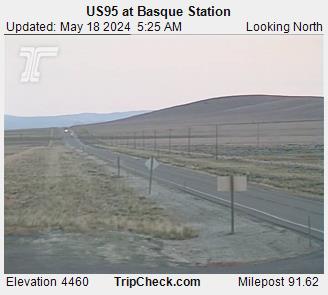 US95 at Basque Station
Updated: May 18 2024 5:25 AM Looking North
Elevation 4460 TripCheck.com Milepost 91.62